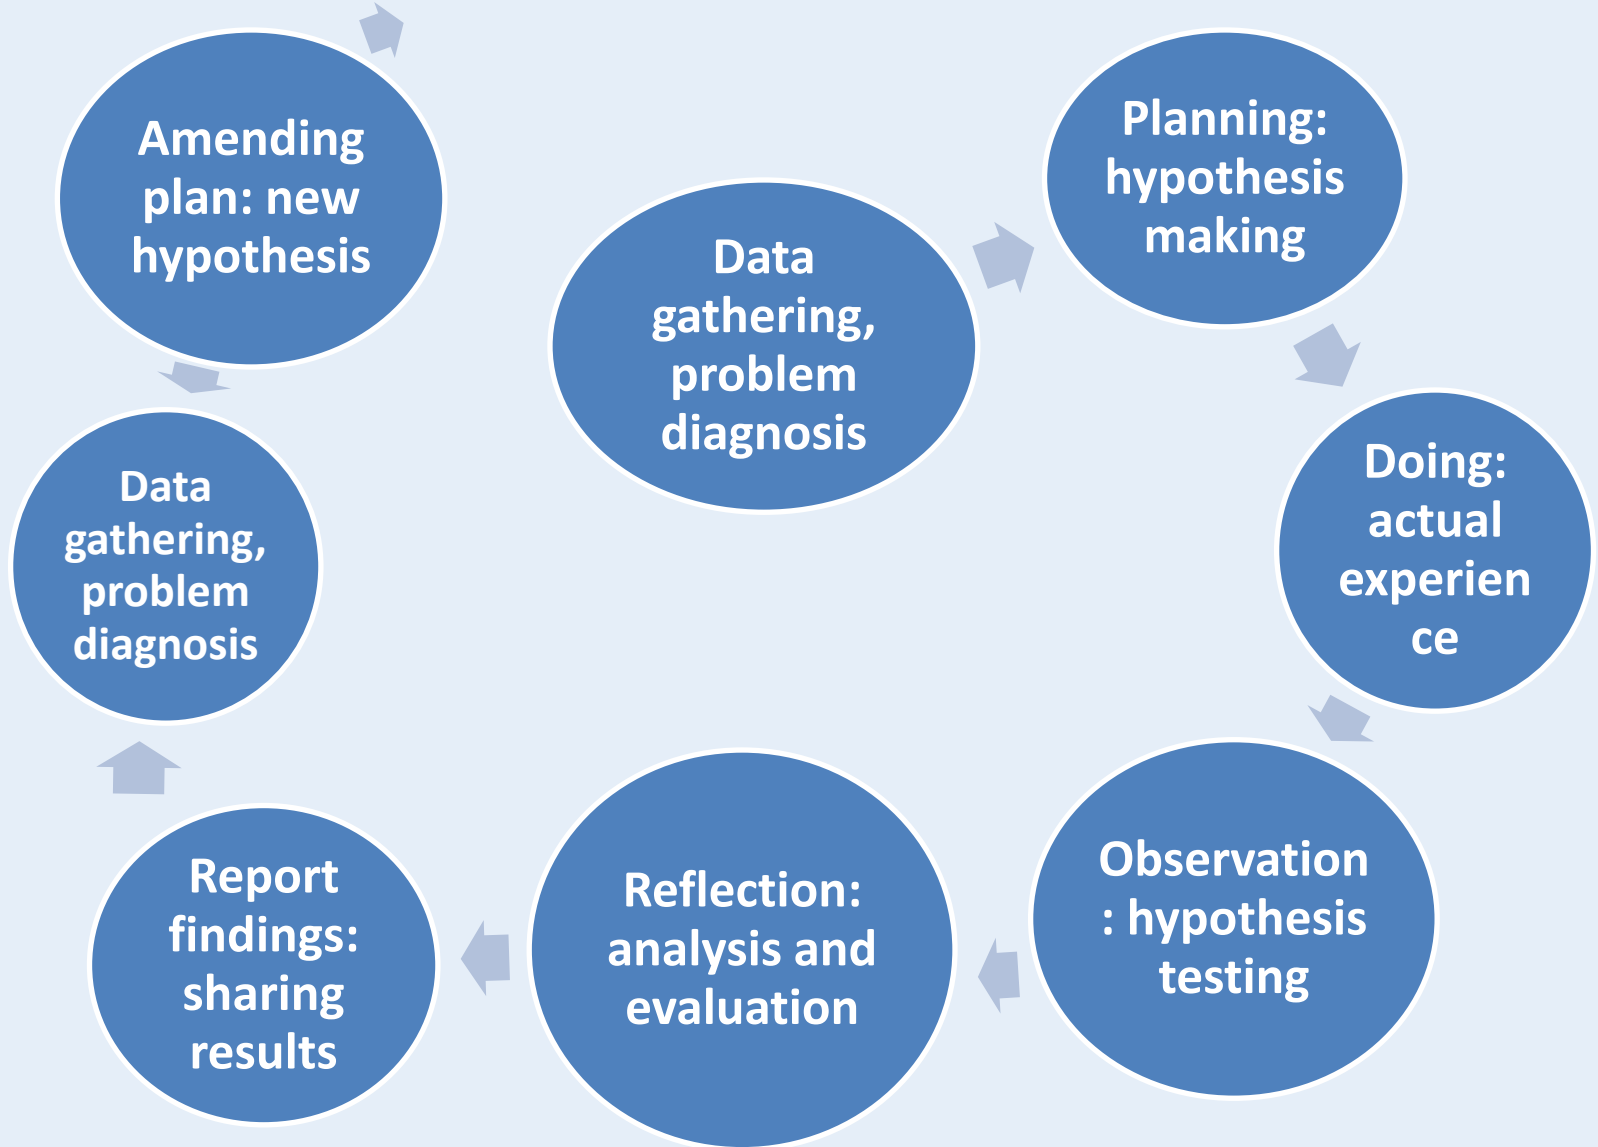 Data
gathering,
problem
diagnosis
Planning:
hypothesis
making
Doing:
actual
experien
ce
Observation
: hypothesis
testing
Reflection:
analysis and
evaluation
Report
findings:
sharing
results
Data
gathering,
problem
diagnosis
Amending
plan: new
hypothesis